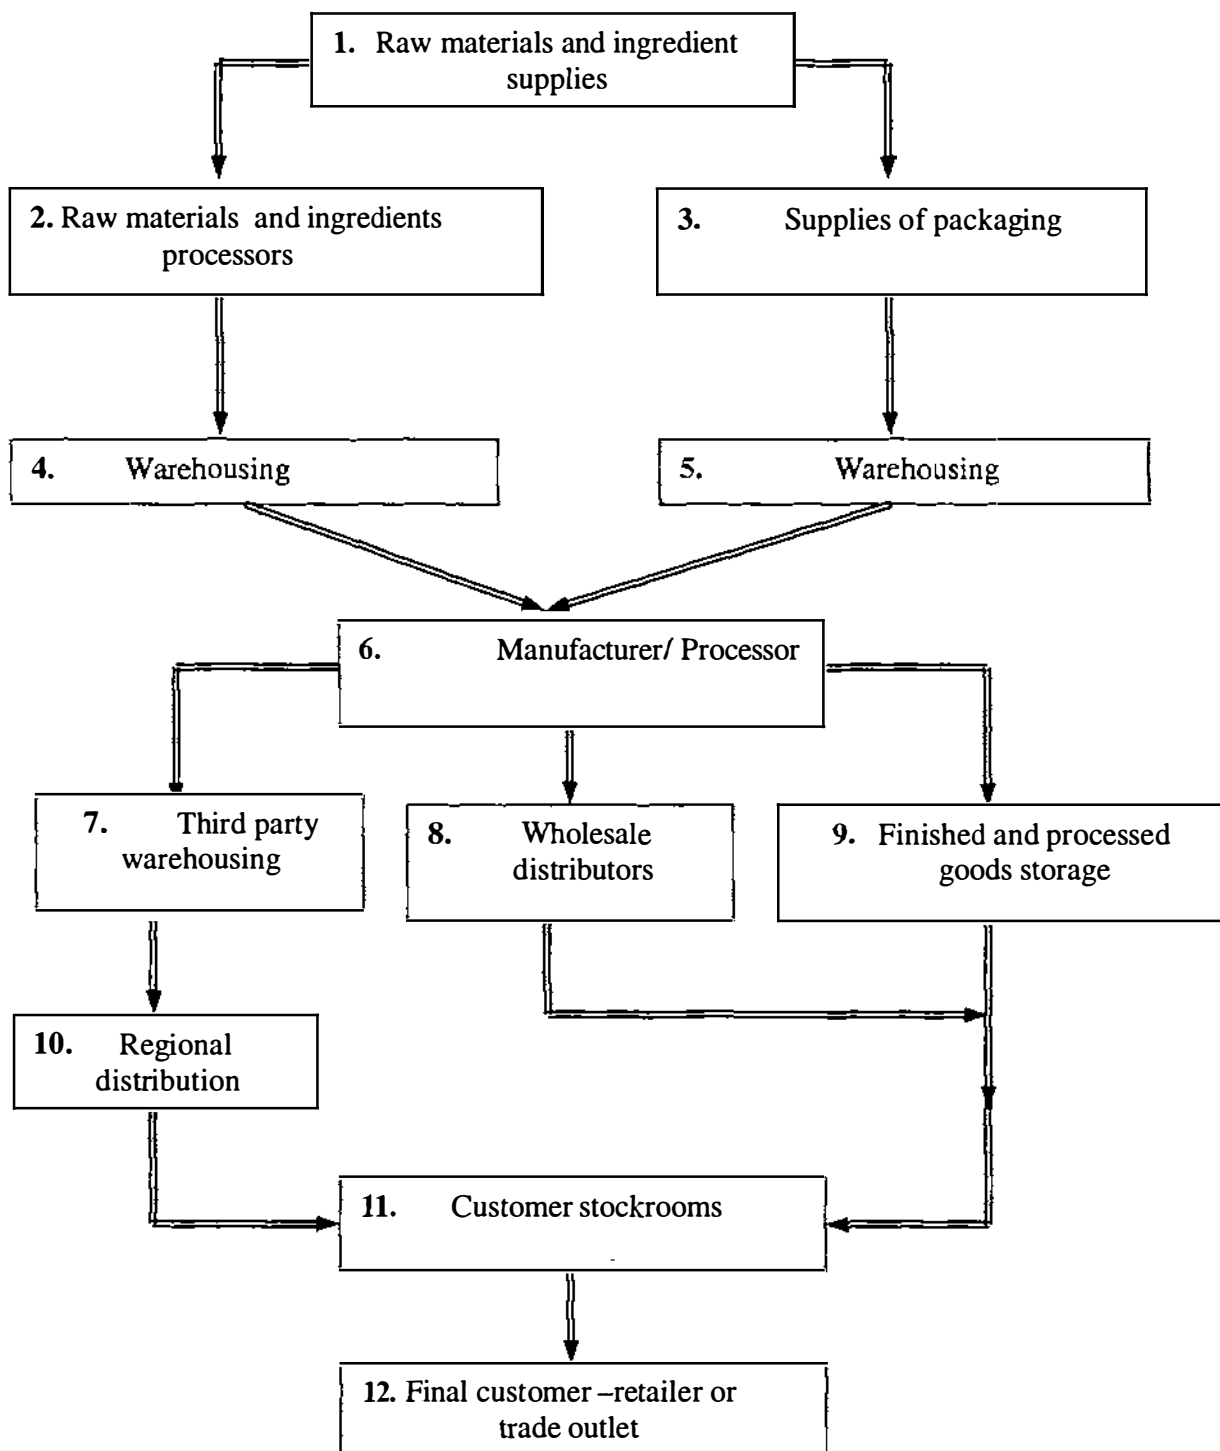 1. Raw materials and ingredient
supplies
2. Raw materials and ingredients
processors
3. Supplies of packaging
4. Warehousing
5. Warehousing
6. Manufacturer/ Processor
7. Third party
warehousing
8. Wholesale
distributors
9. Finished and processed
goods storage
10. Regional
distribution
11. Customer stockrooms
12. Final customer –retailer or
trade outlet